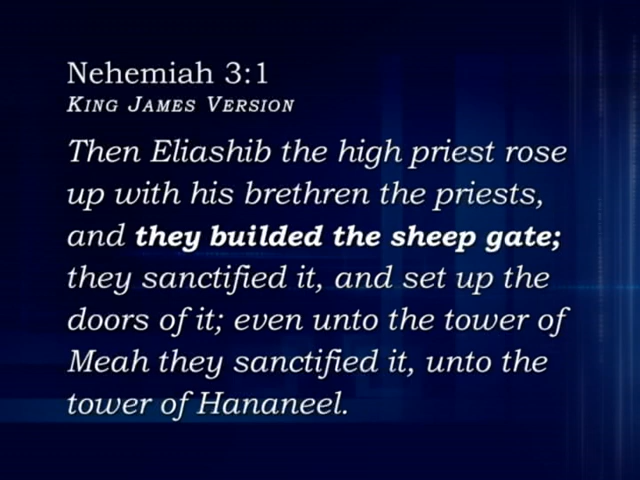 Nehemiah 3:1
King James Version
Then Eliashib the high priest rose
up with his brethren the priests,
and they builded the sheep gate;
they sanctified it, and set up the
doors of it; even unto the tower of
Meah they sanctified it, unto the
tower of Hananeel.